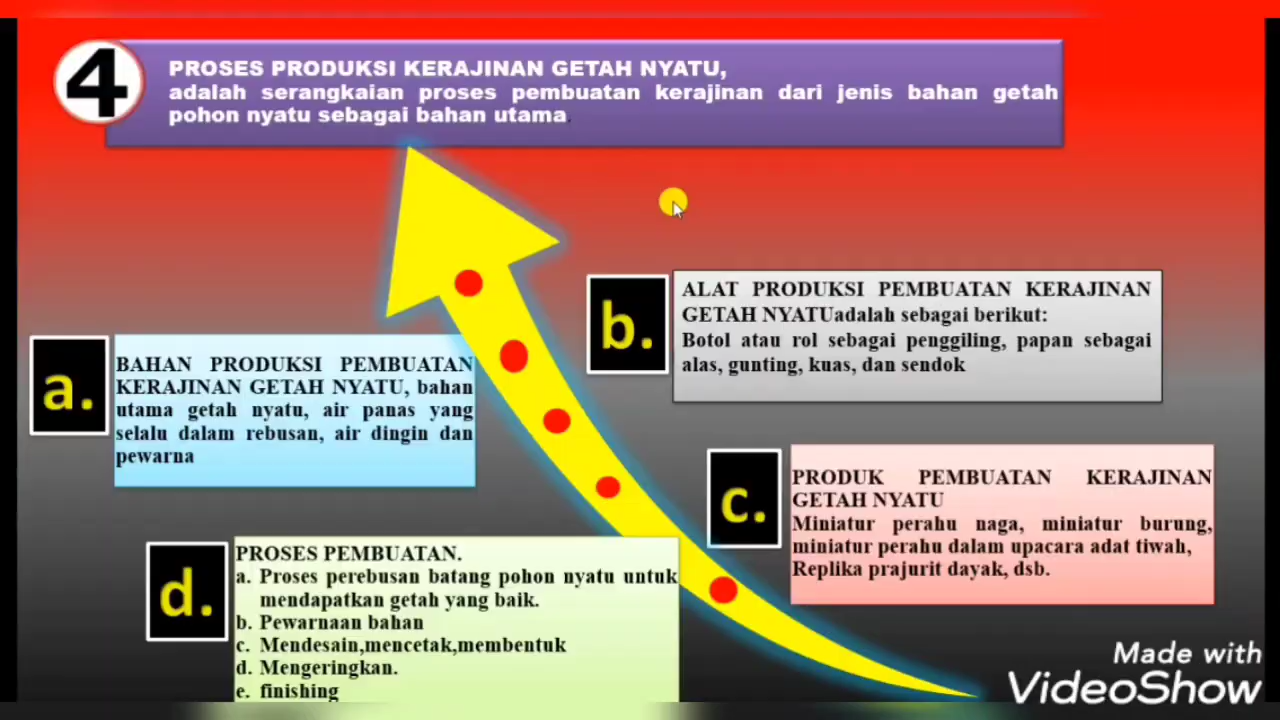 4
PROSES PRODUKSI KERAJINAN GETAH NYATU,
adalah serangkaian proses pembuatan kerajinan dari jenis bahan getah
pohon nyatu sebagai bahan utama.
a.
BAHAN PRODUKSI PEMBUATAN
KERAJINAN GETAH NYATU, bahan
utama getah nyatu, air panas yang
selalu dalam rebusan, air dingin dan
pewarna
b.
ALAT PRODUKSI PEMBUATAN KERAJINAN
GETAH NYATUadalah sebagai berikut:
Botol atau rol sebagai penggiling, papan sebagai
alas, gunting, kuas, dan sendok
c.
PRODUK PEMBUATAN KERAJINAN
GETAH NYATU
Miniatur perahu naga, miniatur burung,
miniatur perahu dalam upacara adat tiwah,
Replika prajurit dayak, dsb.
d.
PROSES PEMBUATAN.
a. Proses perebusan batang pohon nyatu untuk
mendapatkan getah yang baik.
b. Pewarnaan bahan
c. Mendesain,mencetak,membentuk
d. Mengeringkan.
e. finishing
Made with
VideoShow